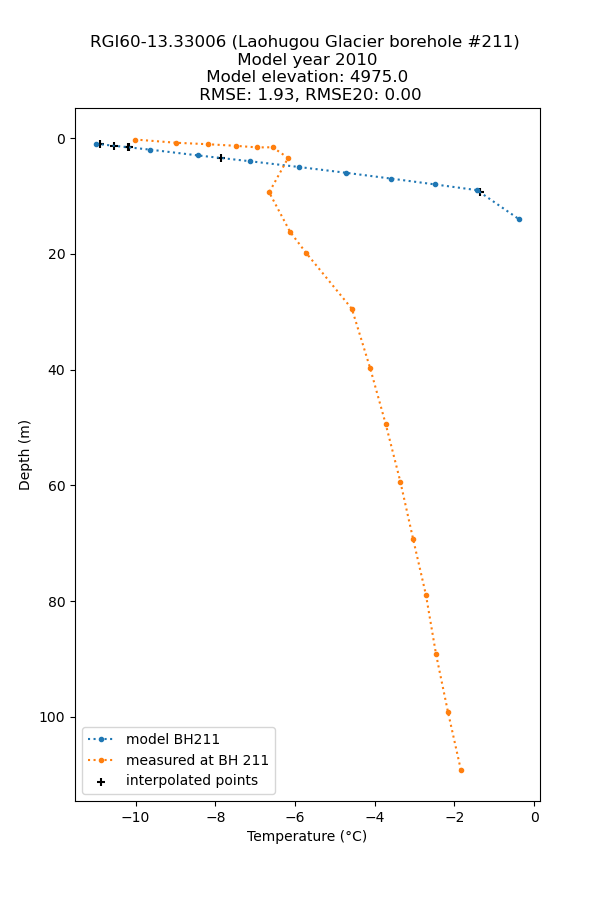 RGI60-13.33006 (Laohugou Glacier borehole #211)
Model year 2010
Model elevation: 4975.0
RMSE: 1.93, RMSE20: 0.00
0
20
40
60
80
100
Depth (m)
model BH211
measured at BH 211
interpolated points
−10 −8 −6 −4 −2 0
Temperature (°C)